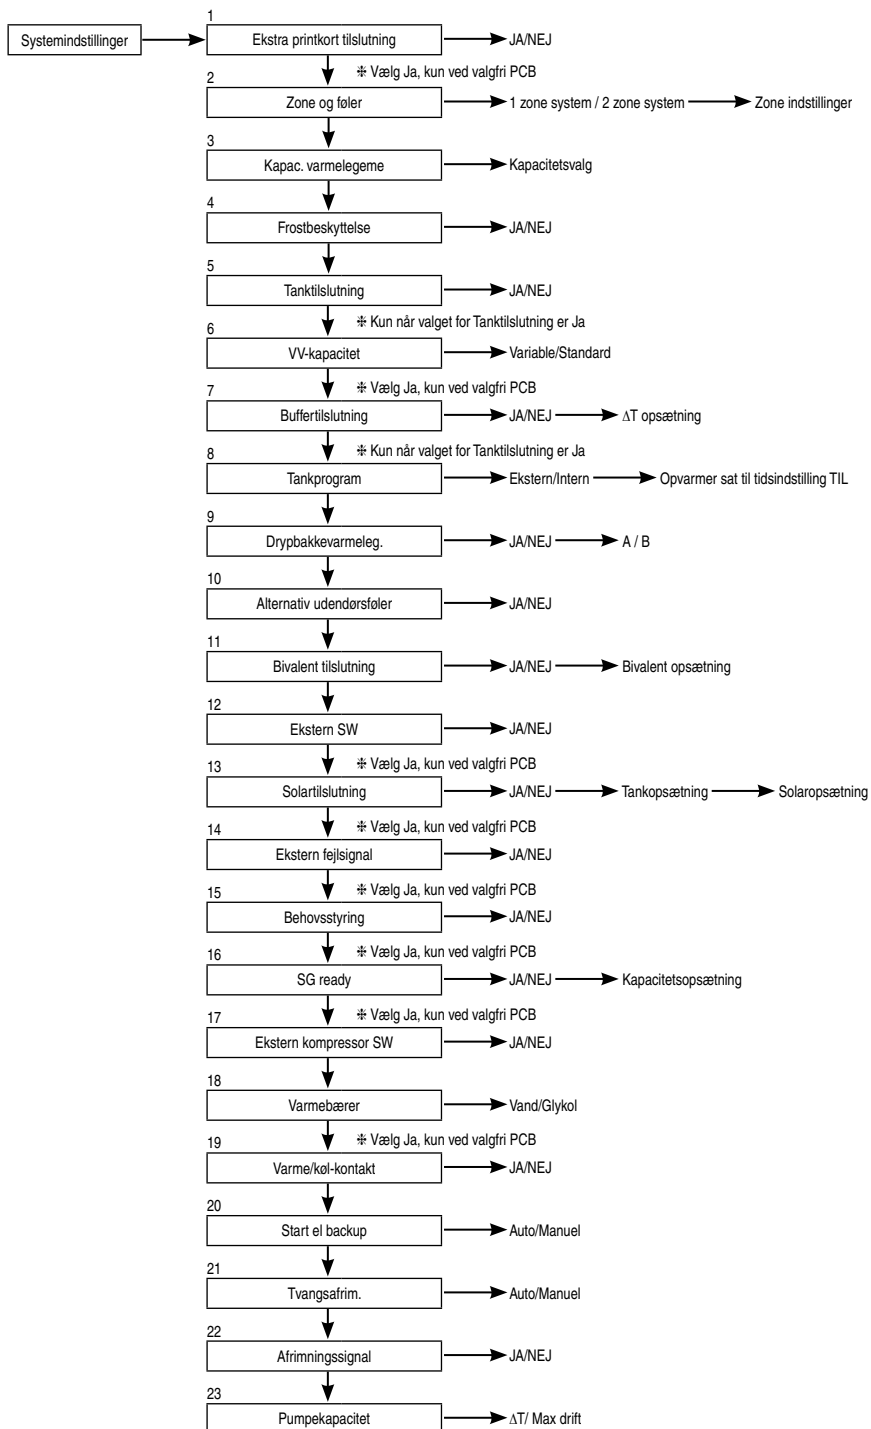 1
Systemindstillinger Ekstra printkort tilslutning JA/NEJ
❉ Vælg Ja, kun ved valgfri PCB
2
Zone og føler 1 zone system / 2 zone system Zone indstillinger
3
Kapac. varmelegeme Kapacitetsvalg
4
Frostbeskyttelse JA/NEJ
5
Tanktilslutning JA/NEJ
❉ Kun når valget for Tanktilslutning er Ja
6
VV-kapacitet Variable/Standard
❉ Vælg Ja, kun ved valgfri PCB
7
Buffertilslutning JA/NEJ ΔT opsætning
❉ Kun når valget for Tanktilslutning er Ja
8
Tankprogram Ekstern/Intern Opvarmer sat til tidsindstilling TIL
9
Drypbakkevarmeleg. JA/NEJ A / B
10
Alternativ udendørsføler JA/NEJ
11
Bivalent tilslutning JA/NEJ Bivalent opsætning
12
Ekstern SW JA/NEJ
❉ Vælg Ja, kun ved valgfri PCB
13
Solartilslutning JA/NEJ Tankopsætning Solaropsætning
❉ Vælg Ja, kun ved valgfri PCB
14
Ekstern fejlsignal JA/NEJ
❉ Vælg Ja, kun ved valgfri PCB
15
Behovsstyring JA/NEJ
❉ Vælg Ja, kun ved valgfri PCB
16
SG ready JA/NEJ Kapacitetsopsætning
❉ Vælg Ja, kun ved valgfri PCB
17
Ekstern kompressor SW JA/NEJ
18
Varmebærer Vand/Glykol
❉ Vælg Ja, kun ved valgfri PCB
19
Varme/køl-kontakt JA/NEJ
20
Start el backup Auto/Manuel
21
Tvangsafrim. Auto/Manuel
22
Afrimningssignal JA/NEJ
23
Pumpekapacitet ΔT/ Max drift